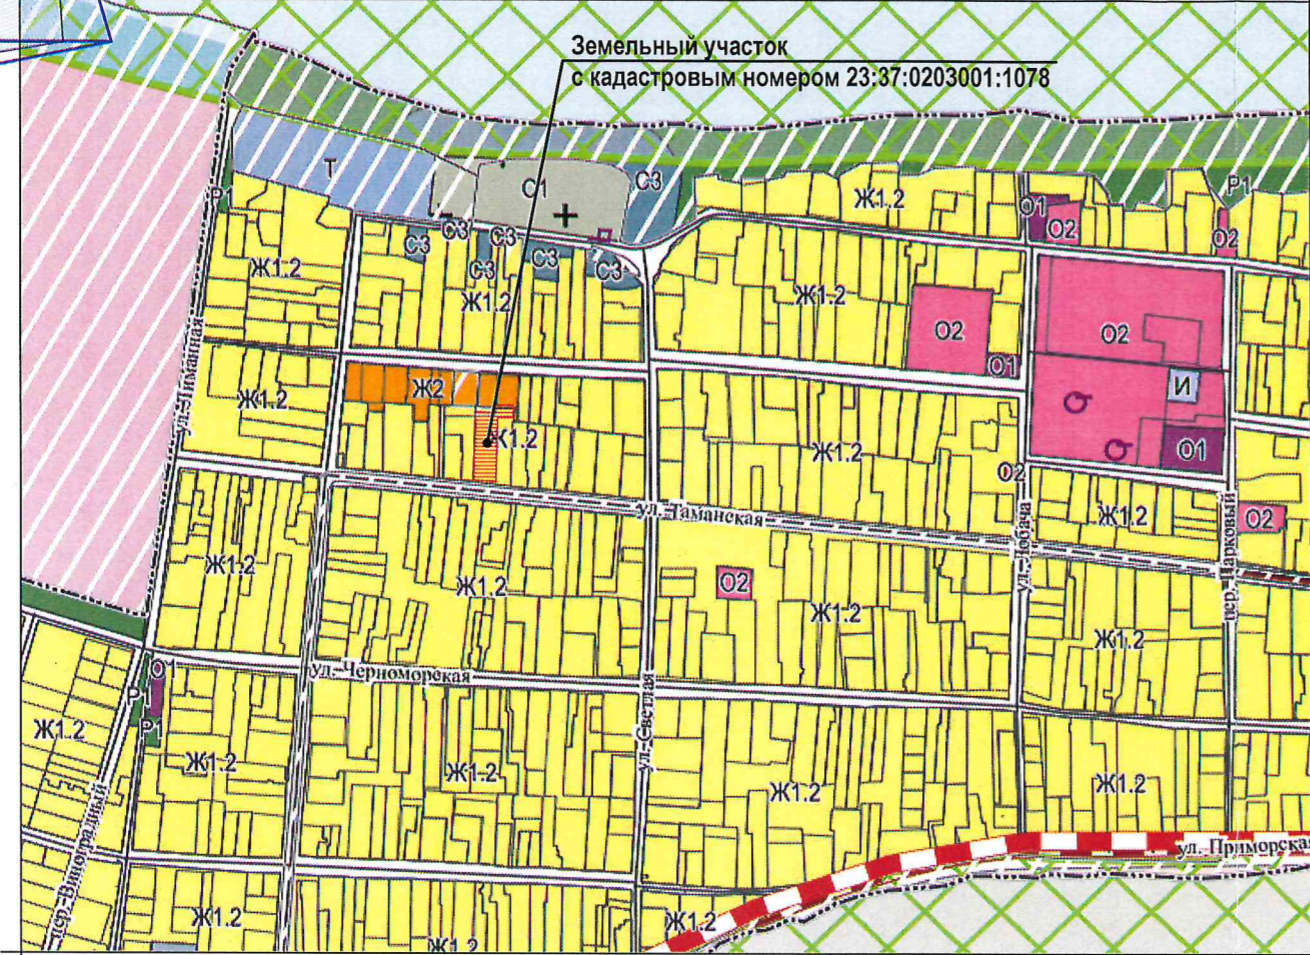 Земельный участок
с кадастровым номером 23:37:0203001:1078
Т
С1
С3
Р1
Ж1.2
О1
О2
Р1
О2
С3
С3
С3
С3
С3
Ж1.2
Ж1.2
Ж1.2
О2
О1
О2
И
О1
ул. Лиманная
Ж1.2
Ж2
Ж1.2
Ж1.2
О2
Ж1.2
О2
ул. Таманская
ул. Лобача
пер. Парковый
Ж1.2
Ж1.2
О2
Ж1.2
Ж1.2
ул. Черноморская
О1
Р1
Р1
ул. Светлая
Ж1.2
Ж1.2
Ж1.2
Ж1.2
Ж1.2
пер. Виноградный
ул. Приморская
Ж1.2
Ж1.2
Ж1.2